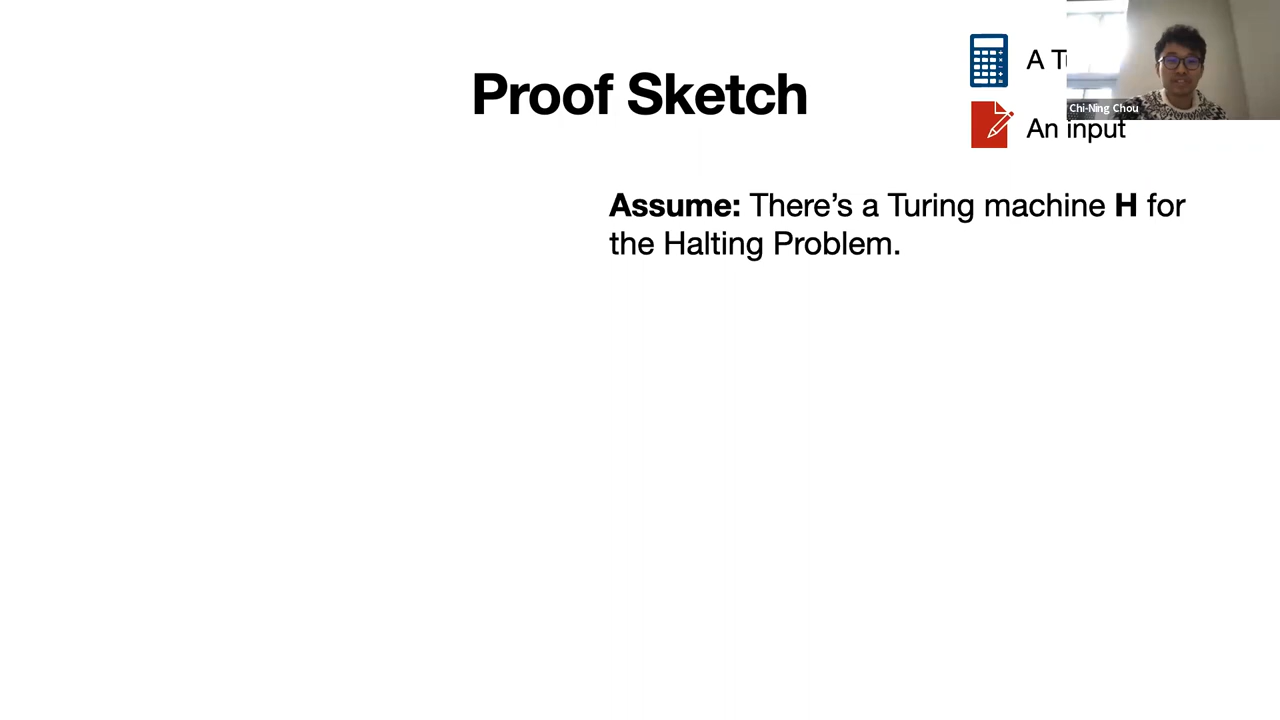 Proof Sketch
A
Chi-Ning Chou
An input
Assume: There's a Turing machine H for
the Halting Problem.